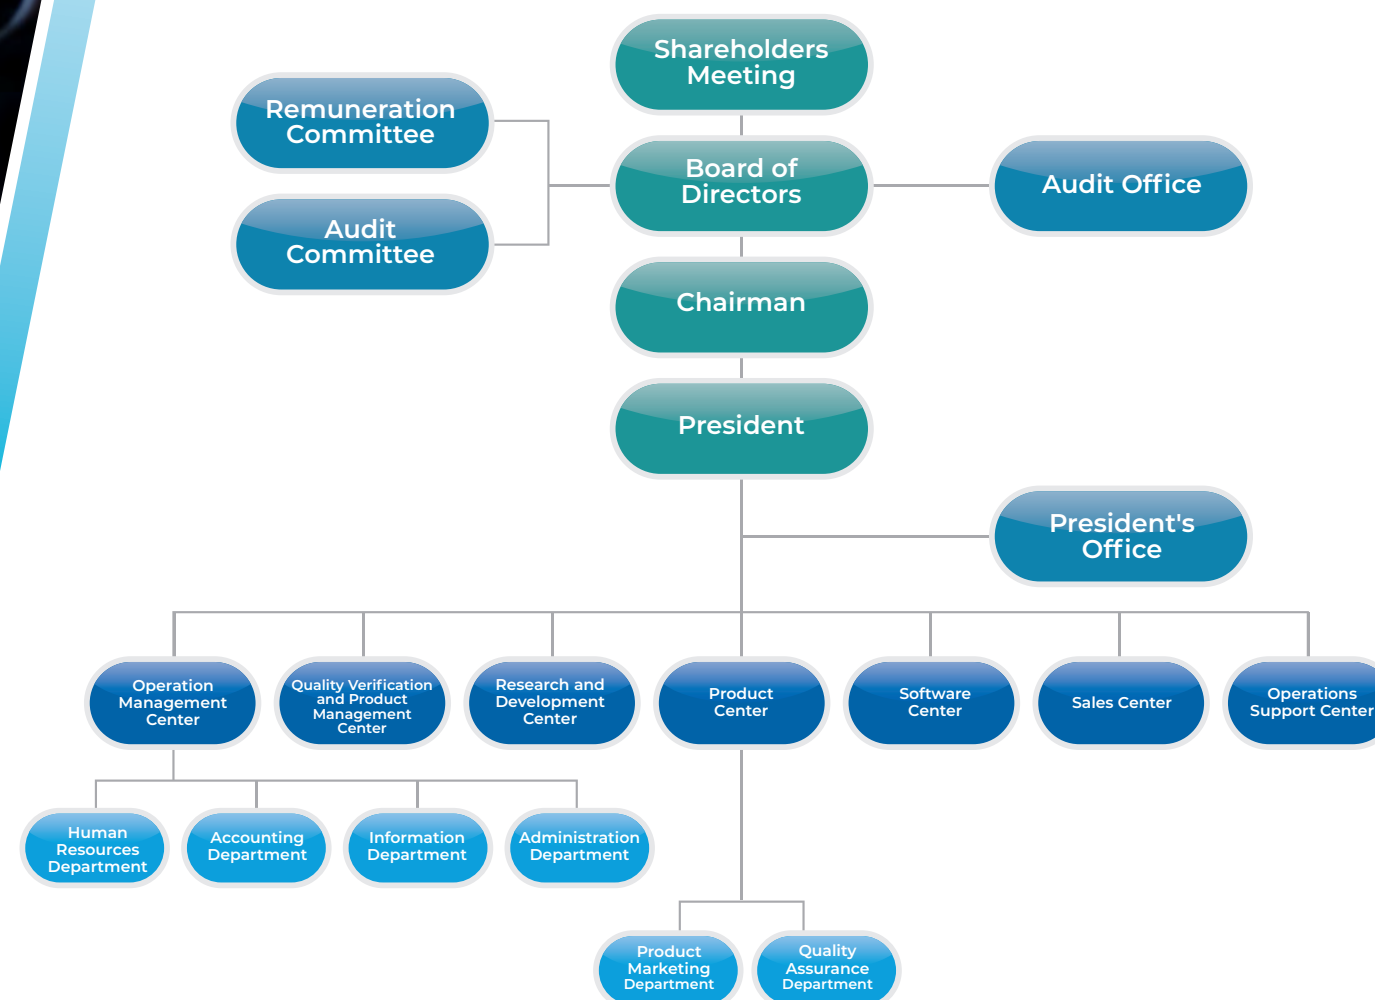 Shareholders
Meeting
Remuneration
Committee
Board of
Directors
Audit Office
Audit
Committee
Chairman
President
President's
Office
Operation
Management
Center
Quality Verification
and Product
Management
Center
Research and
Development
Center
Product
Center
Software
Center
Sales Center
Operations
Support Center
Human
Resources
Department
Accounting
Department
Information
Department
Administration
Department
Product
Marketing
Department
Quality
Assurance
Department